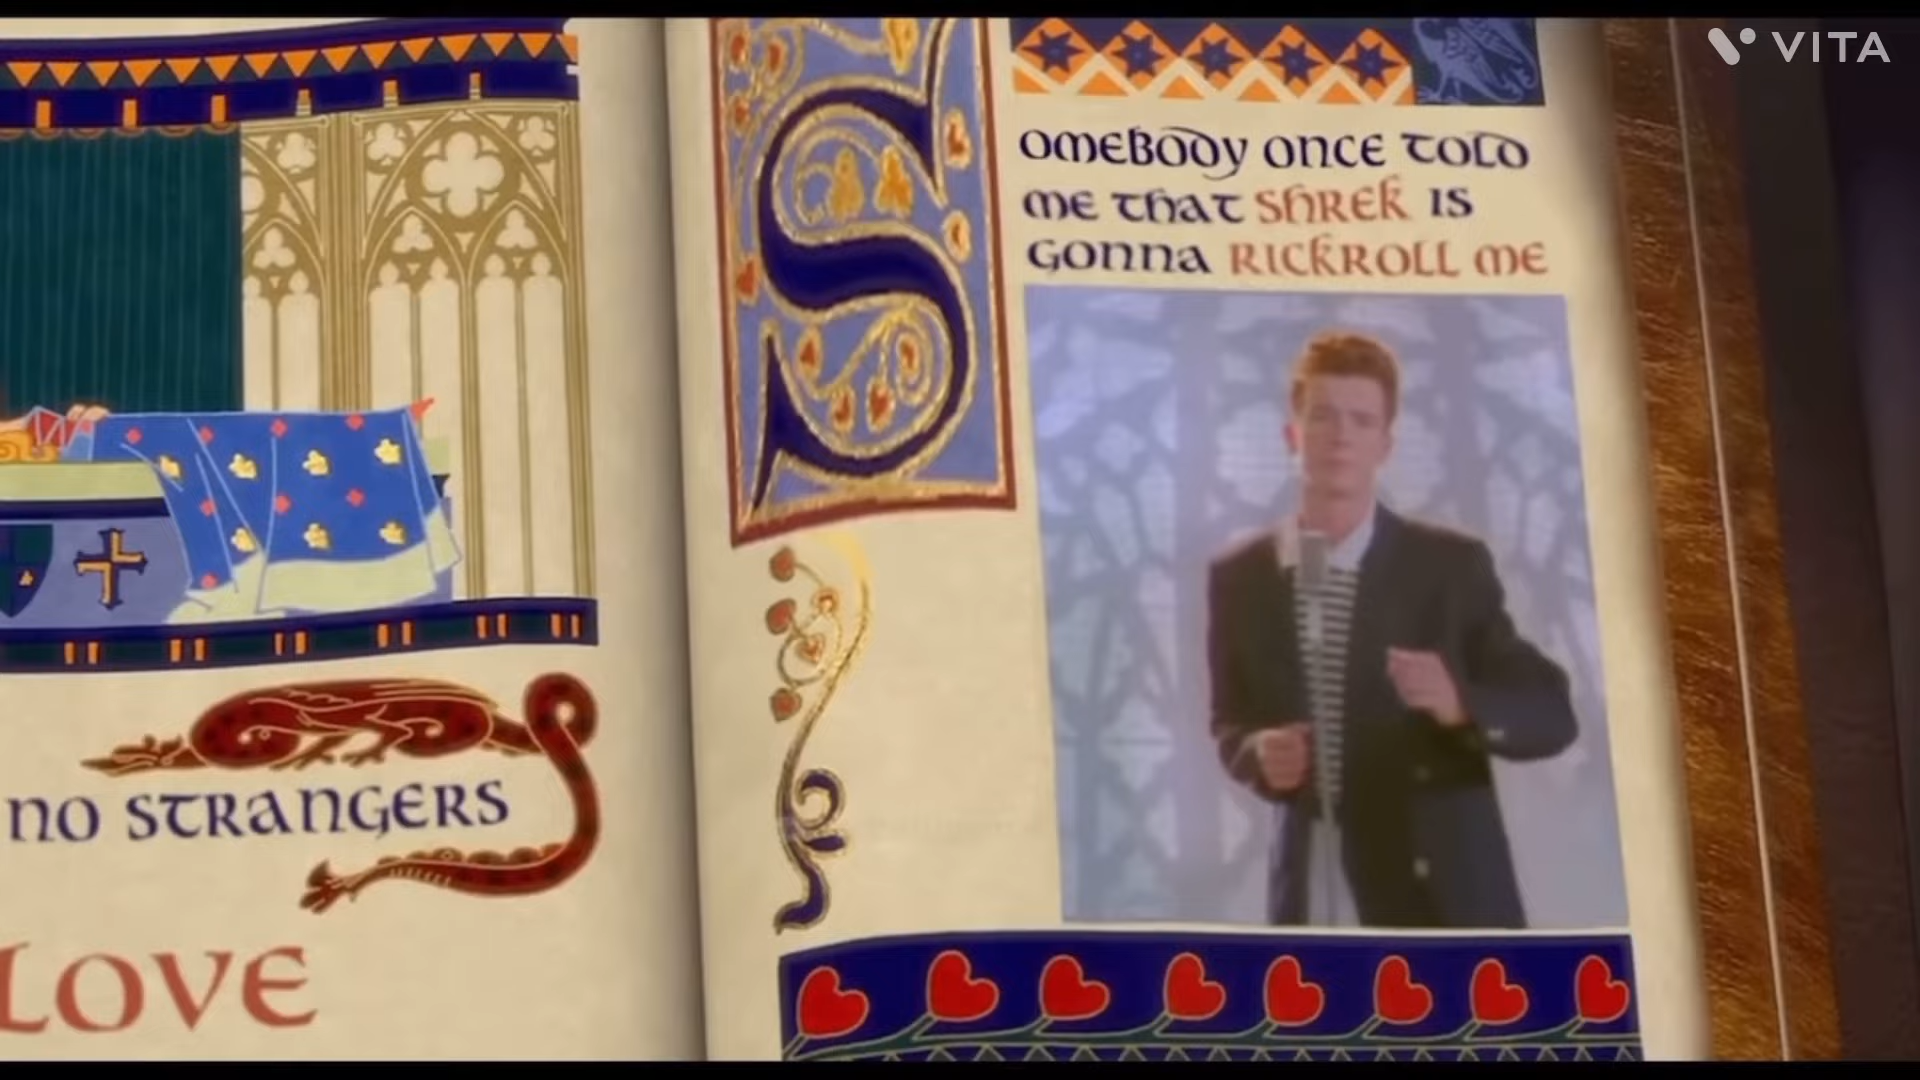 NO STRANGERS
LOVE
SOMEBODY ONCE TOLD
ME THAT SHREK IS
GONNA RICKROLL ME
VITA